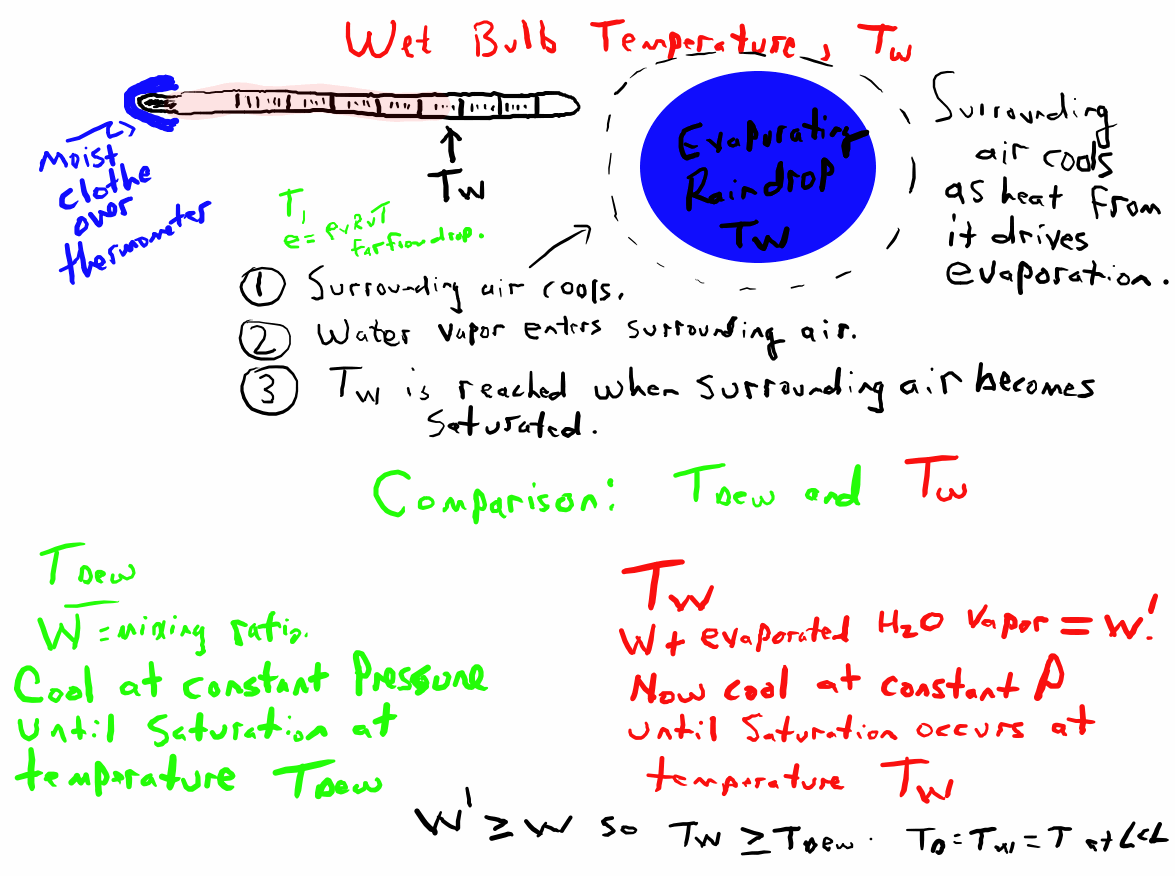 Wet Bulb Temperature, Tw
Moist
clothe
over
thermometer
Tw
T,
e = ρvRvT
far from drop.
Evaporating
Raindrop
Tw
Surrounding
air cools
as heat from
it drives
evaporation.
1 Surrounding air cools.
2 Water vapor enters surrounding air.
3 Tw is reached when surrounding air becomes
saturated.
Comparison: TDew and Tw
TDew
W = mixing ratio.
Cool at constant Pressure
until saturation at
temperature TDew
Tw
W + evaporated H2O vapor = W'.
Now cool at constant P
until saturation occurs at
temperature Tw
W' ≥ W so Tw ≥ TDew. TD = Tw = T at LCL